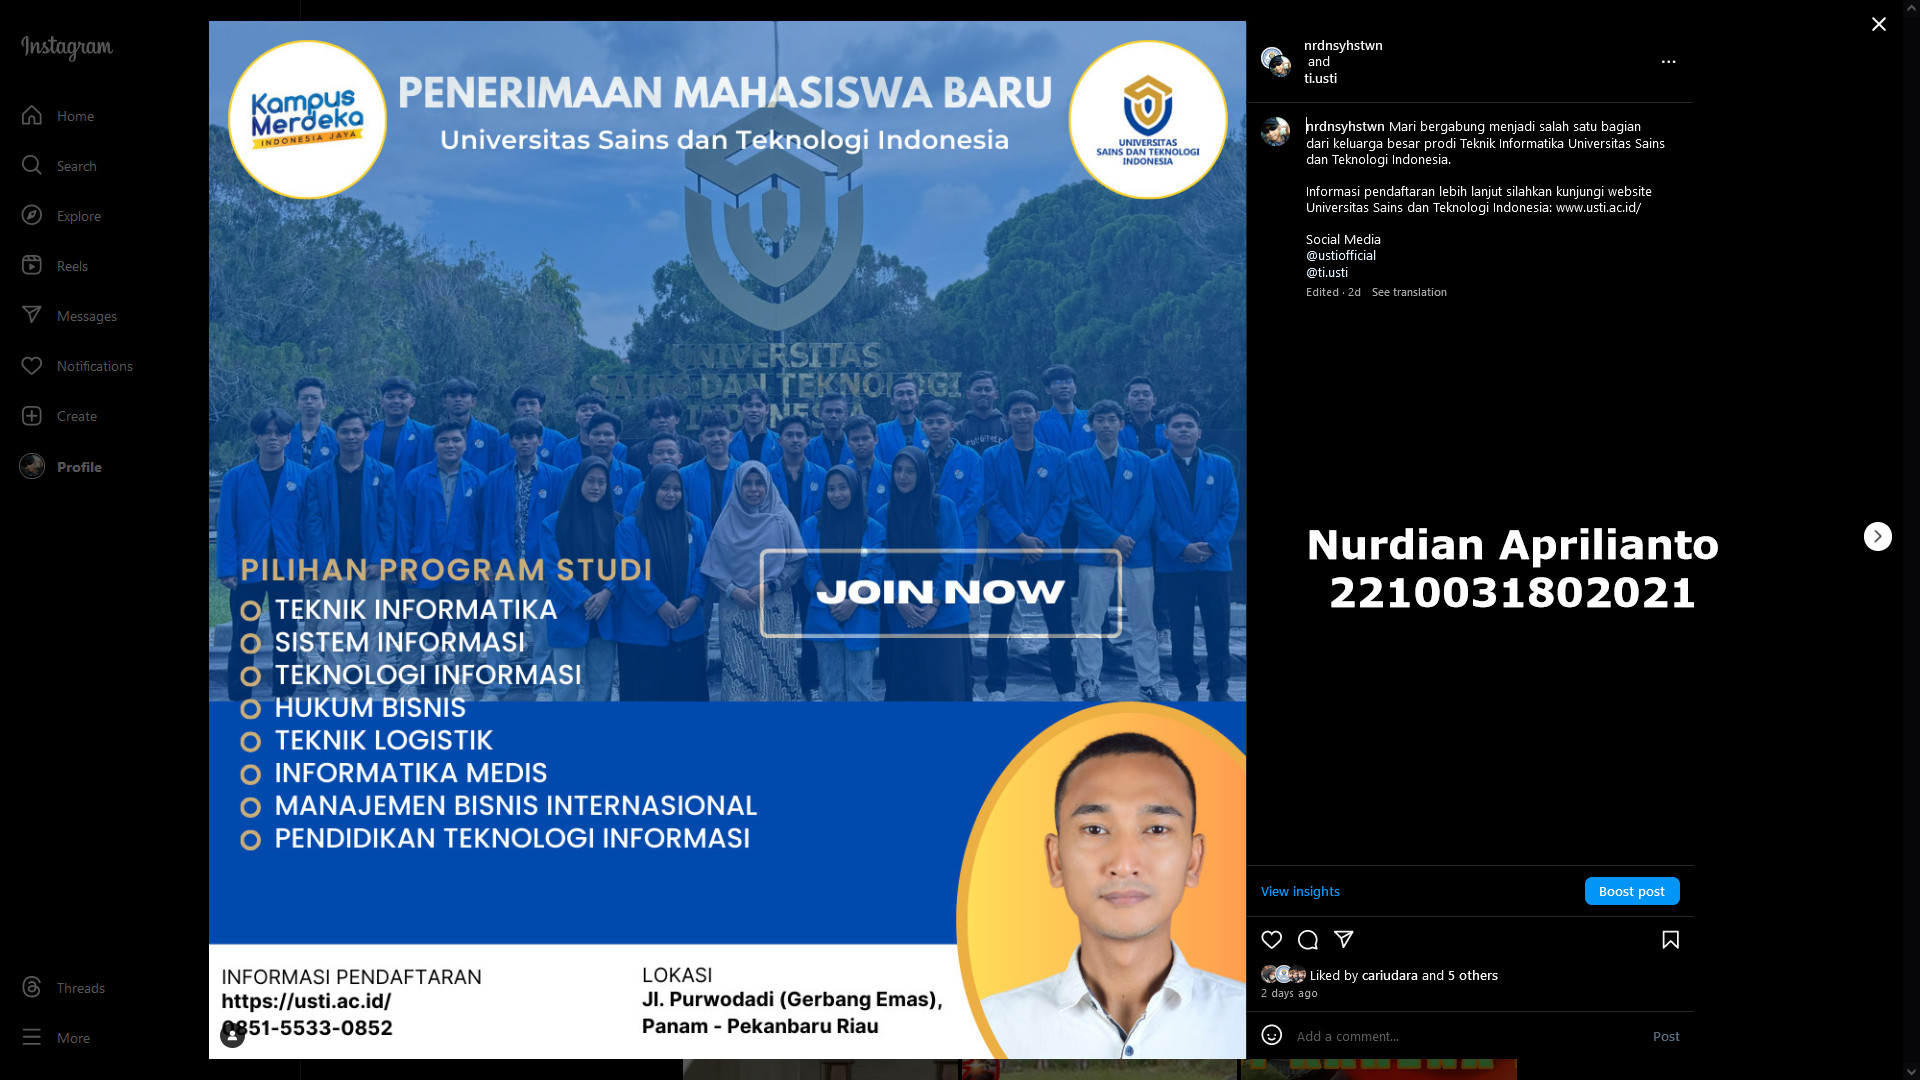 Instagram
Home
Search
Explore
Reels
Messages
Notifications
Create
Profile
Threads
More
Kampus
Merdeka
INDONESIA JAYA
PENERIMAAN MAHASISWA BARU
Universitas Sains dan Teknologi Indonesia
UNIVERSITAS
SAINS DAN TEKNOLOGI
INDONESIA
UNIVERSITAS
SAINS DAN TEKNOLOGI
INDONESIA
PILIHAN PROGRAM STUDI
TEKNIK INFORMATIKA
SISTEM INFORMASI
TEKNOLOGI INFORMASI
HUKUM BISNIS
TEKNIK LOGISTIK
INFORMATIKA MEDIS
MANAJEMEN BISNIS INTERNASIONAL
PENDIDIKAN TEKNOLOGI INFORMASI
JOIN NOW
INFORMASI PENDAFTARAN
https://usti.ac.id/
0851-5533-0852
LOKASI
Jl. Purwodadi (Gerbang Emas),
Panam - Pekanbaru Riau
nrdnsyhstwn
and
ti.usti
nrdnsyhstwn Mari bergabung menjadi salah satu bagian
dari keluarga besar prodi Teknik Informatika Universitas Sains
dan Teknologi Indonesia.
Informasi pendaftaran lebih lanjut silahkan kunjungi website
Universitas Sains dan Teknologi Indonesia: www.usti.ac.id/
Social Media
@ustiofficial
@ti.usti
Edited · 2d See translation
Nurdian Aprilianto
2210031802021
View insights
Boost post
Liked by cariudara and 5 others
2 days ago
Add a comment...
Post